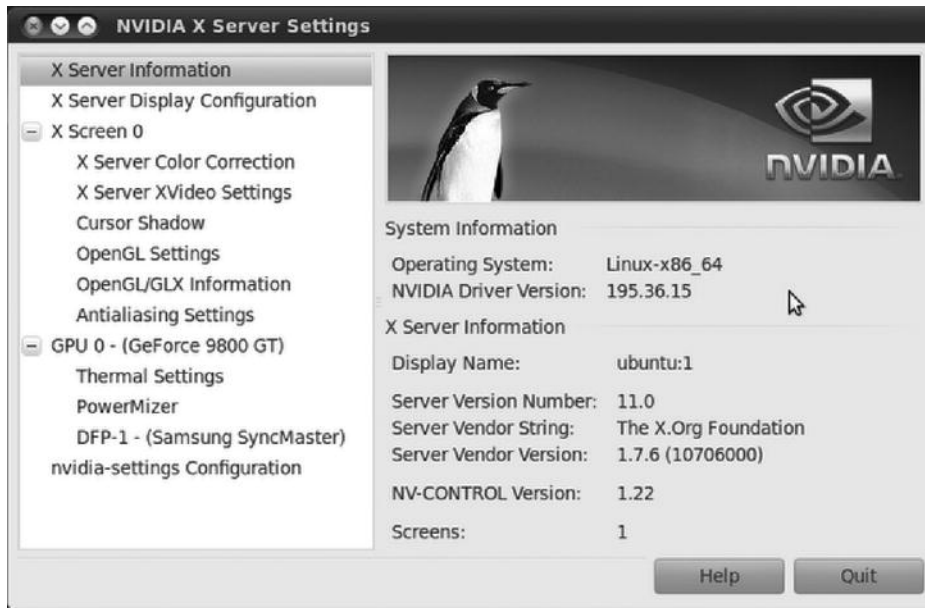 NVIDIA X Server Settings
X Server Information
X Server Display Configuration
X Screen 0
X Server Color Correction
X Server XVideo Settings
Cursor Shadow
OpenGL Settings
OpenGL/GLX Information
Antialiasing Settings
GPU 0 - (GeForce 9800 GT)
Thermal Settings
PowerMizer
DFP-1 - (Samsung SyncMaster)
nvidia-settings Configuration
NVIDIA.
System Information
Operating System: Linux-x86_64
NVIDIA Driver Version: 195.36.15
X Server Information
Display Name: ubuntu:1
Server Version Number: 11.0
Server Vendor String: The X.Org Foundation
Server Vendor Version: 1.7.6 (10706000)
NV-CONTROL Version: 1.22
Screens: 1
Help Quit